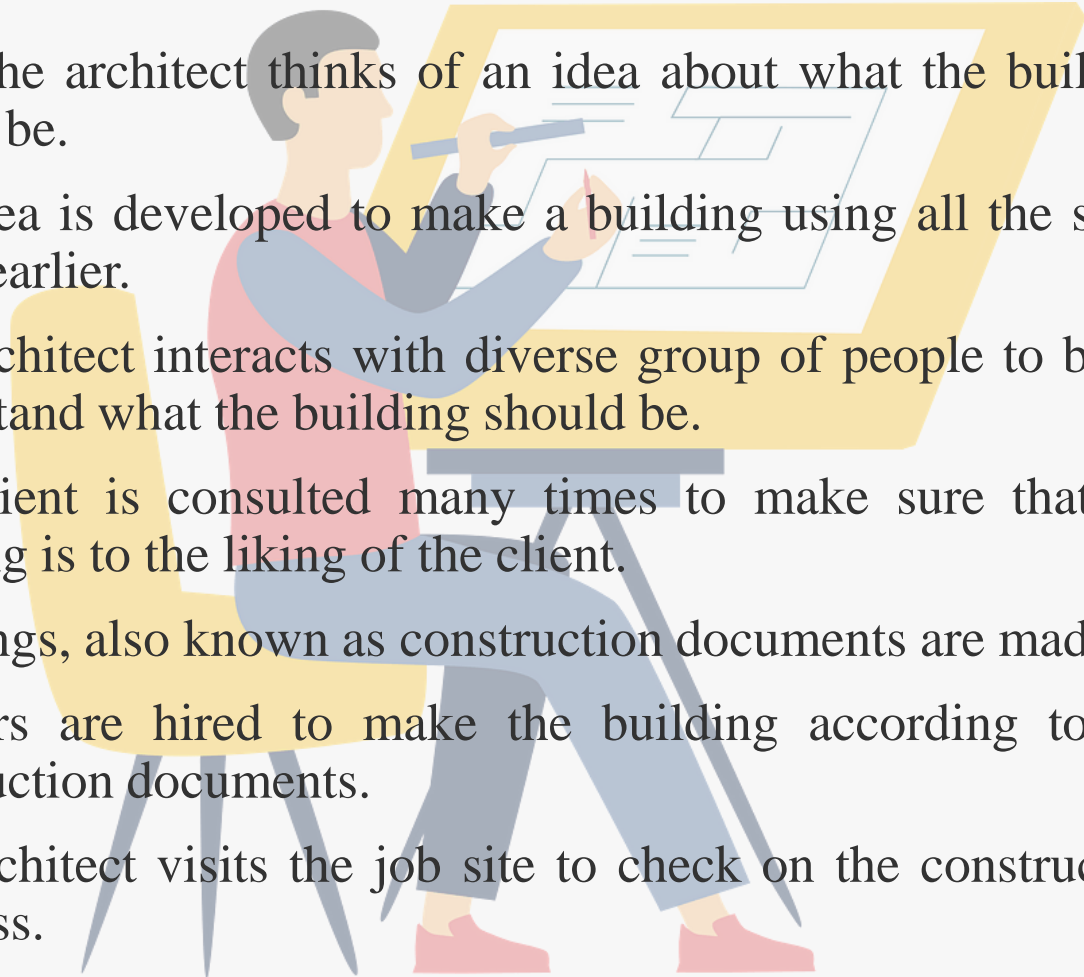 he architect thinks of an idea about what the buil
be.
ea is developed to make a building using all the s
earlier.
chitect interacts with diverse group of people to b
tand what the building should be.
ient is consulted many times to make sure that
g is to the liking of the client.
ngs, also known as construction documents are mad
rs are hired to make the building according to
uction documents.
chitect visits the job site to check on the construc
ss.